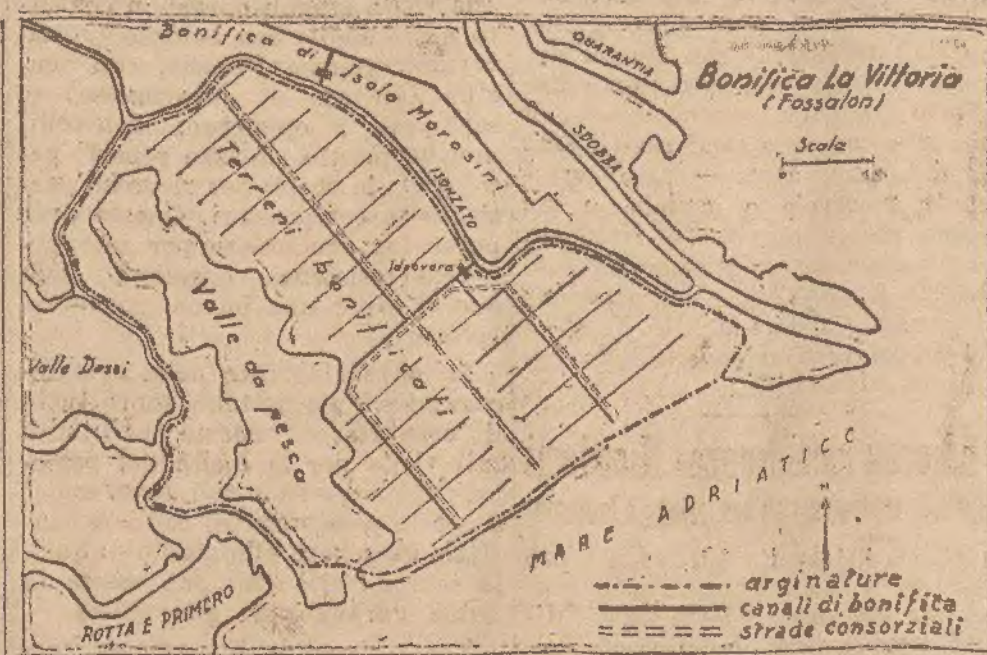 Bonifica di Isola Morosini
QUARANTIA
Bonifica La Vittoria
(Fossalon)
Scala
SDOBBA
ISONZATO
Terreni bonificati
Idrovora
Valle da pesca
Valle Dossi
MARE ADRIATICO
N
ROTTA E PRIMERO
arginature
canali di bonifica
strade consorziali